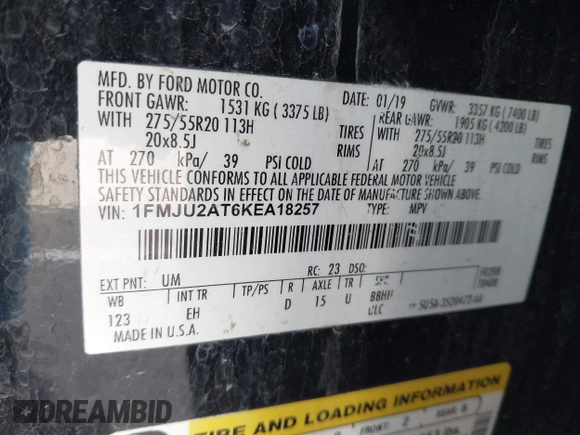 MFD. BY FORD MOTOR CO.
DATE: 01/19 GVWR: 3357 KG ( 7400 LB)
FRONT GAWR: 1531 KG ( 3375 LB) REAR GAWR: 1905 KG ( 4200 LB)
WITH 275/55R20 113H TIRES WITH 275/55R20 113H TIRES
20x8.5J RIMS 20x8.5J RIMS
AT 270 kPa/ 39 PSI COLD AT 270 kPa/ 39 PSI COLD
THIS VEHICLE CONFORMS TO ALL APPLICABLE FEDERAL MOTOR VEHICLE
SAFETY STANDARDS IN EFFECT ON THE DATE OF MANUFACTURE SHOWN ABOVE.
VIN: 1FMJU2AT6KEA18257 TYPE: MPV
EXT PNT: UM RC: 23 DSO:
WB INT TR TP/PS R AXLE TR
123 EH D 15 U
MADE IN U.S.A.
TIRE AND LOADING INFORMATION
FRONT: 2 REAR:
DREAMBID